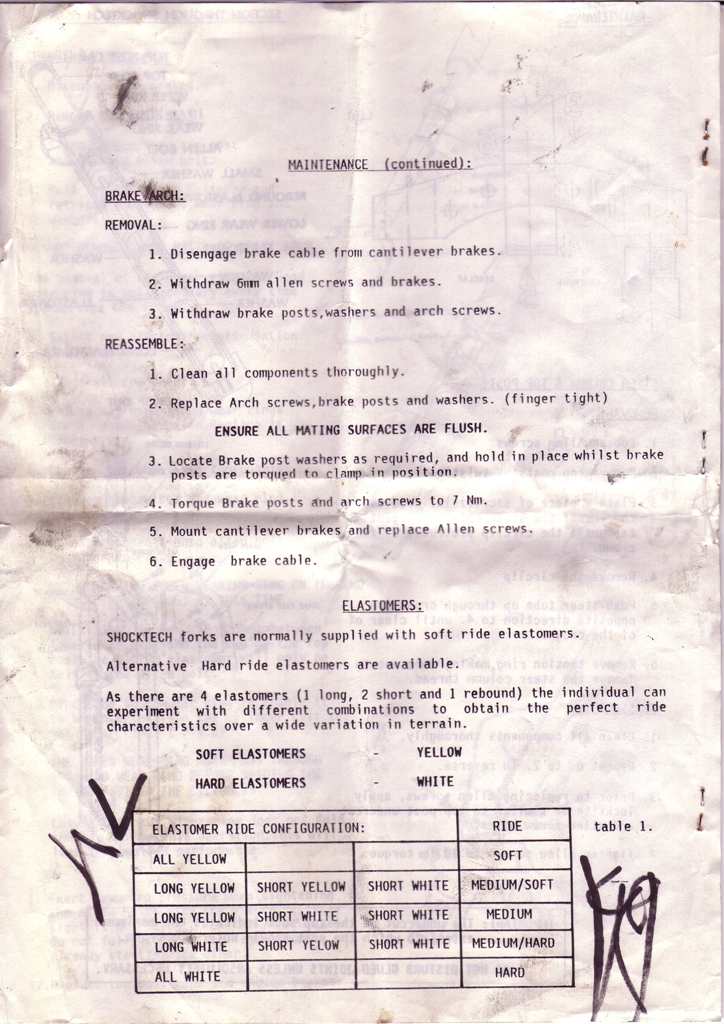 MAINTENANCE (continued):
BRAKE ARCH:
REMOVAL:
1. Disengage brake cable from cantilever brakes.
2. Withdraw 6mm allen screws and brakes.
3. Withdraw brake posts,washers and arch screws.
REASSEMBLE:
1. Clean all components thoroughly.
2. Replace Arch screws,brake posts and washers. (finger tight)
ENSURE ALL MATING SURFACES ARE FLUSH.
3. Locate Brake post washers as required, and hold in place whilst brake
posts are torqued to clamp in position.
4. Torque Brake posts and arch screws to 7 Nm.
5. Mount cantilever brakes and replace Allen screws.
6. Engage brake cable.
ELASTOMERS:
SHOCKTECH forks are normally supplied with soft ride elastomers.
Alternative Hard ride elastomers are available.
As there are 4 elastomers (1 long, 2 short and 1 rebound) the individual can
experiment with different combinations to obtain the perfect ride
characteristics over a wide variation in terrain.
SOFT ELASTOMERS - YELLOW
HARD ELASTOMERS - WHITE
ELASTOMER RIDE CONFIGURATION: RIDE table 1.
ALL YELLOW SOFT
LONG YELLOW SHORT YELLOW SHORT WHITE MEDIUM/SOFT
LONG YELLOW SHORT WHITE SHORT WHITE MEDIUM
LONG WHITE SHORT YELOW SHORT WHITE MEDIUM/HARD
ALL WHITE HARD